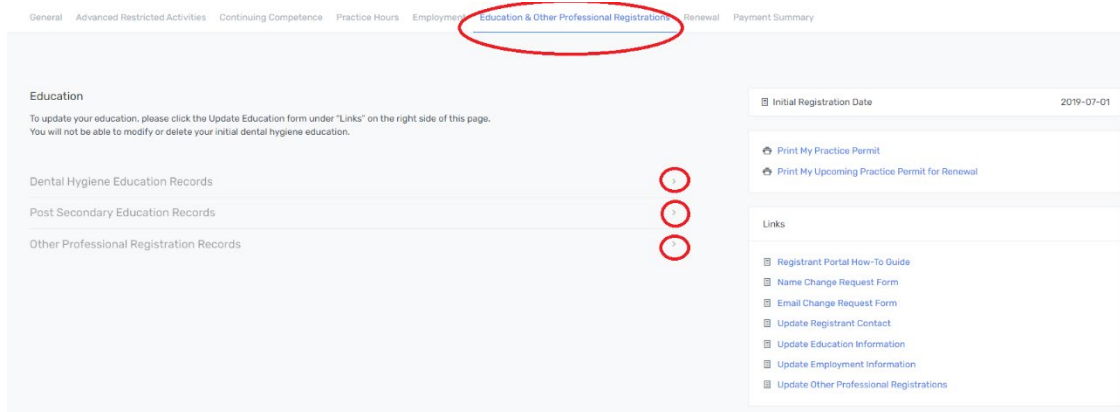 General Advanced Restricted Activities Continuing Competence Practice Hours Employment Education & Other Professional Registrations Renewal Payment Summary
Education
To update your education, please click the Update Education form under "Links" on the right side of this page.
You will not be able to modify or delete your initial dental hygiene education.
Dental Hygiene Education Records
Post Secondary Education Records
Other Professional Registration Records
Initial Registration Date 2019-07-01
Print My Practice Permit
Print My Upcoming Practice Permit for Renewal
Links
Registrant Portal How-To Guide
Name Change Request Form
Email Change Request Form
Update Registrant Contact
Update Education Information
Update Employment Information
Update Other Professional Registrations